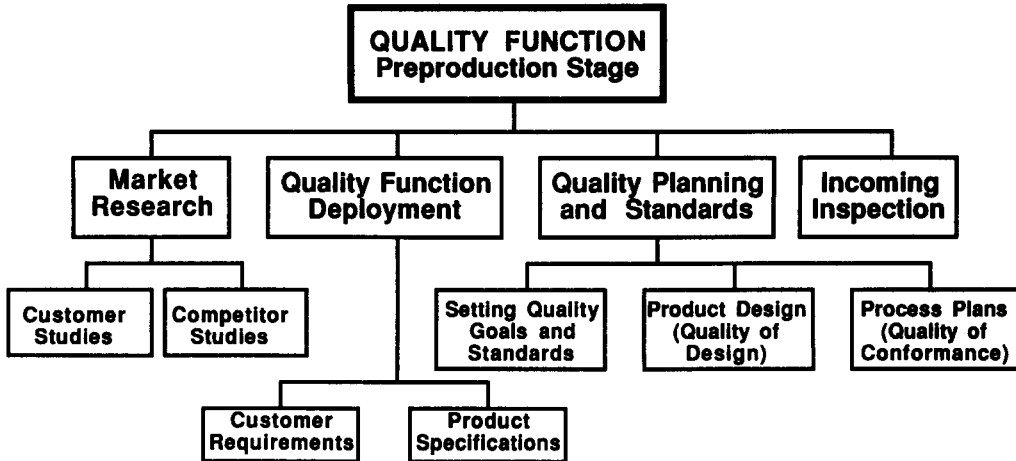 QUALITY FUNCTION
Preproduction Stage
Market
Research
Quality Function
Deployment
Quality Planning
and Standards
Incoming
Inspection
Customer
Studies
Competitor
Studies
Setting Quality
Goals and
Standards
Product Design
(Quality of
Design)
Process Plans
(Quality of
Conformance)
Customer
Requirements
Product
Specifications